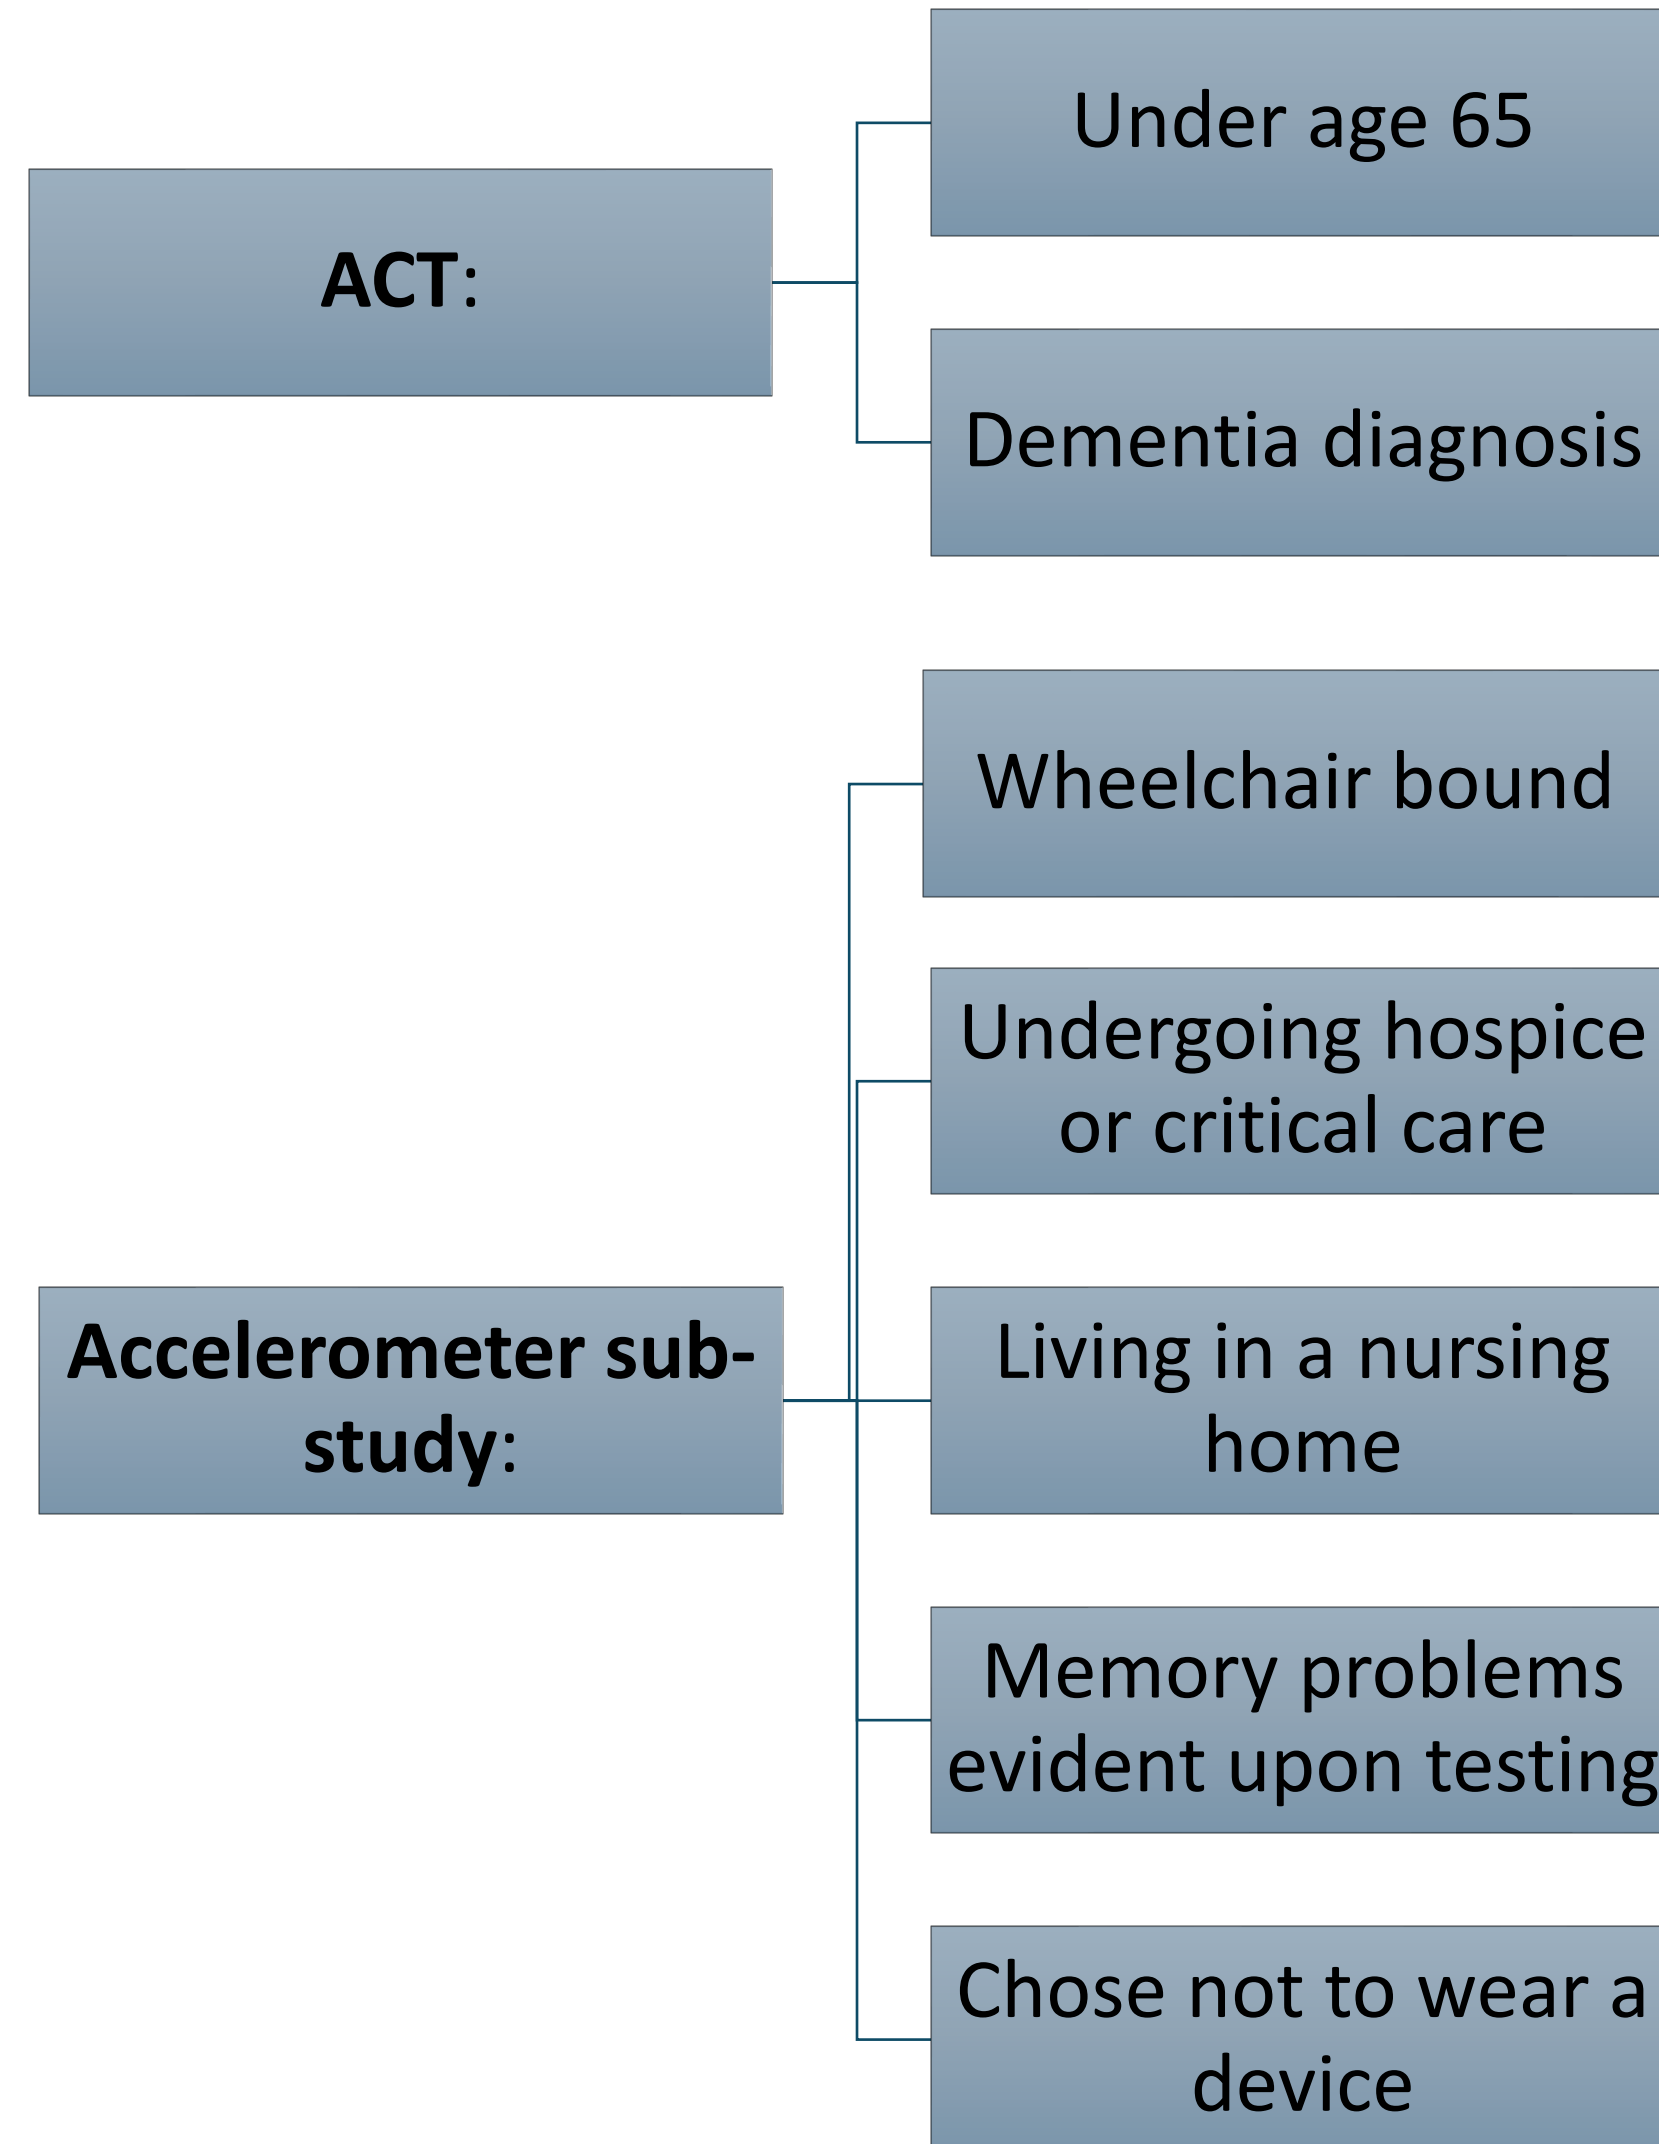 ACT:
Under age 65
Dementia diagnosis
Accelerometer sub-
study:
Wheelchair bound
Undergoing hospice
or critical care
Living in a nursing
home
Memory problems
evident upon testing
Chose not to wear a
device